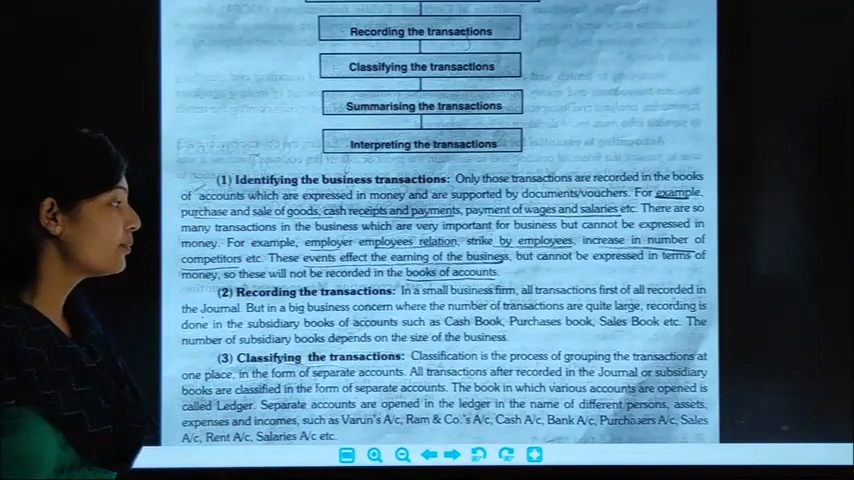 Recording the transactions
Classifying the transactions
Summarising the transactions
Interpreting the transactions
(1) Identifying the business transactions: Only those transactions are recorded in the books
of accounts which are expressed in money and are supported by documents/vouchers. For example,
purchase and sale of goods, cash receipts and payments, payment of wages and salaries etc. There are so
many transactions in the business which are very important for business but cannot be expressed in
money. For example, employer employees relation, strike by employees, increase in number of
competitors etc. These events effect the earning of the business, but cannot be expressed in terms of
money, so these will not be recorded in the books of accounts.
(2) Recording the transactions: In a small business firm, all transactions first of all recorded in
the Journal. But in a big business concern where the number of transactions are quite large, recording is
done in the subsidiary books of accounts such as Cash Book, Purchases book, Sales Book etc. The
number of subsidiary books depends on the size of the business.
(3) Classifying the transactions: Classification is the process of grouping the transactions at
one place, in the form of separate accounts. All transactions after recorded in the Journal or subsidiary
books are classified in the form of separate accounts. The book in which various accounts are opened is
called Ledger. Separate accounts are opened in the ledger in the name of different persons, assets,
expenses and incomes, such as Varun's A/c, Ram & Co.'s A/c, Cash A/c, Bank A/c, Purchasers A/c, Sales
A/c, Rent A/c, Salaries A/c etc.